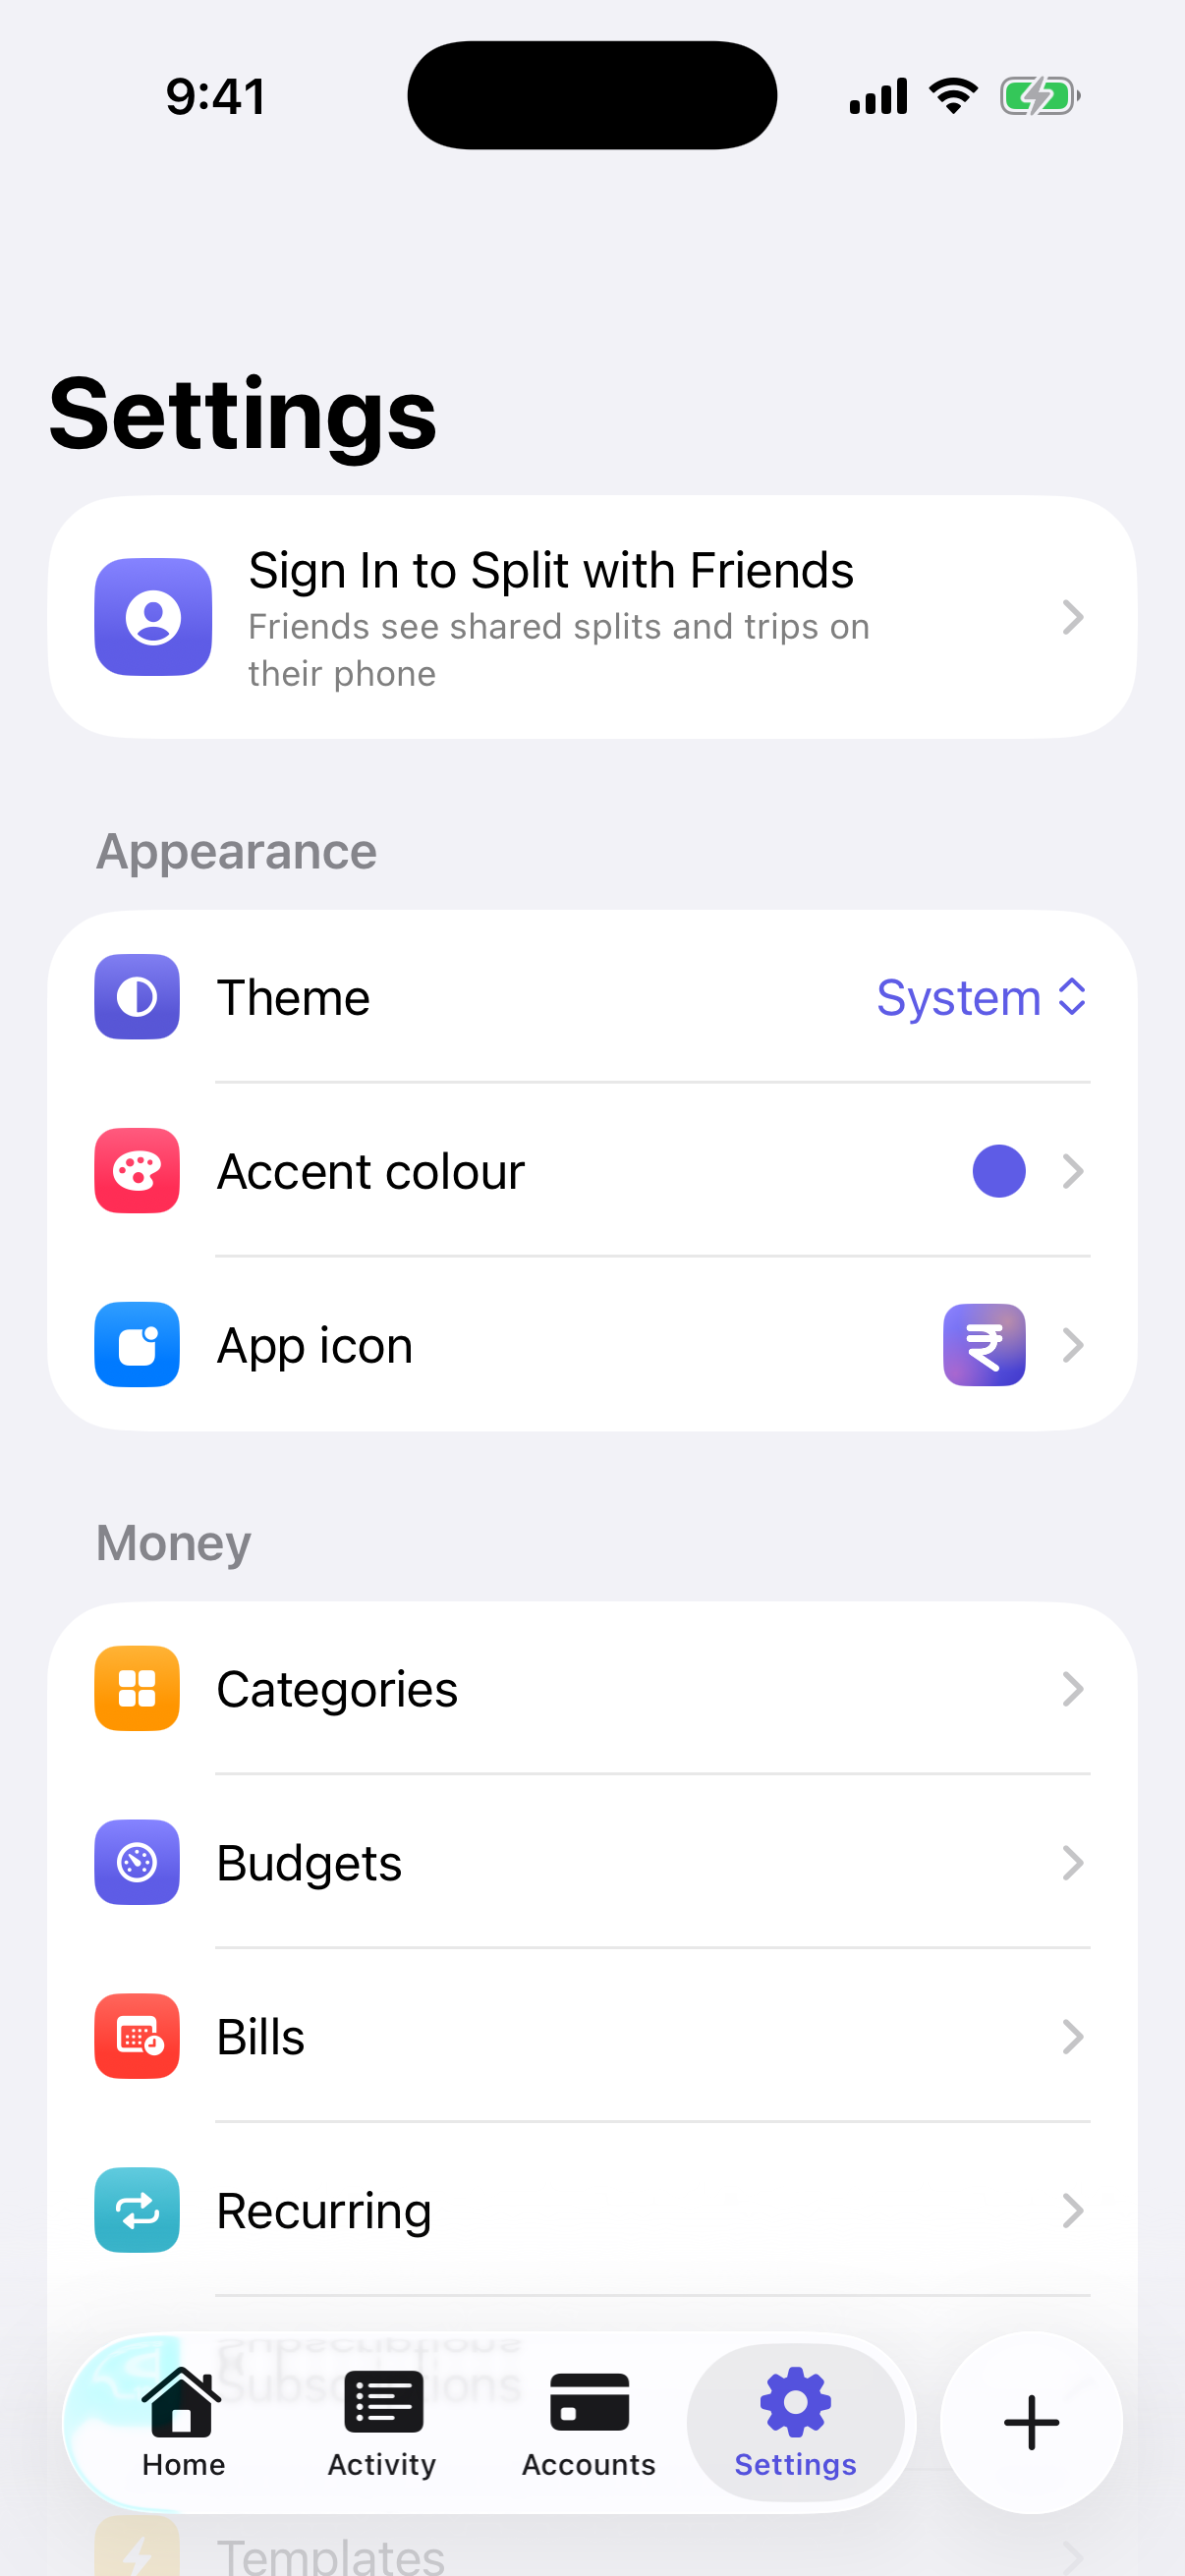 9:41
Settings
Sign In to Split with Friends
Friends see shared splits and trips on
their phone
Appearance
Theme
System
Accent colour
App icon
₹
Money
Categories
Budgets
Bills
Recurring
Subscriptions
Home
Activity
Accounts
Settings
Templates